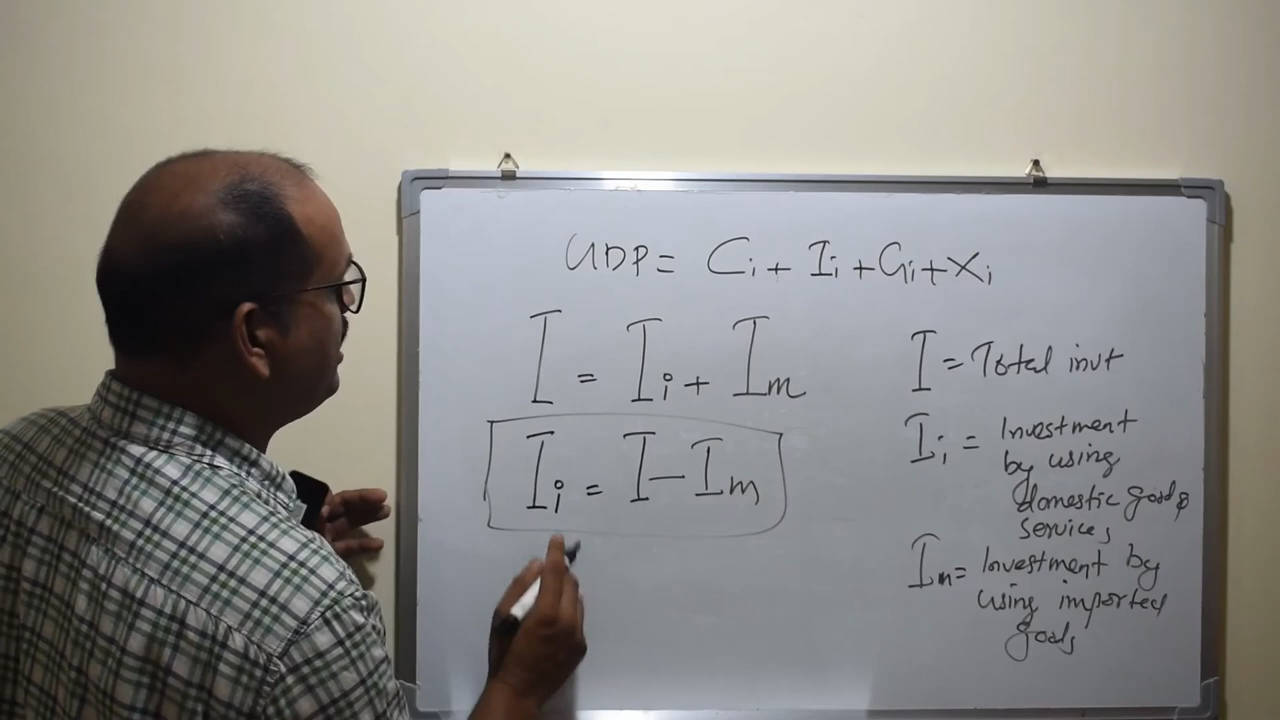 GDP = Ci + Ii + Gi + Xi
I = Ii + Im
Ii = I - Im
I = Total invt
Ii = Investment
by using
domestic goods
services
Im = Investment by
using imported
goods